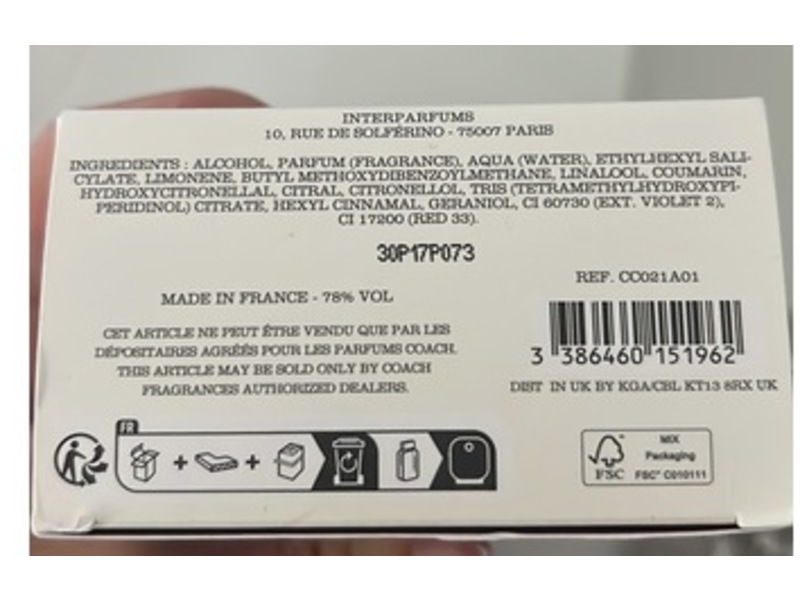 INTERPARFUMS
10, RUE DE SOLFÉRINO - 75007 PARIS
INGREDIENTS : ALCOHOL, PARFUM (FRAGRANCE), AQUA (WATER), ETHYLHEXYL SALI-
CYLATE, LIMONENE, BUTYL METHOXYDIBENZOYLMETHANE, LINALOOL, COUMARIN,
HYDROXYCITRONELLAL, CITRAL, CITRONELLOL, TRIS (TETRAMETHYLHYDROXYPI-
PERIDINOL) CITRATE, HEXYL CINNAMAL, GERANIOL, CI 60730 (EXT. VIOLET 2),
CI 17200 (RED 33).
30P17P073
REF. CC021A01
MADE IN FRANCE - 78% VOL
3 386460 151962
CET ARTICLE NE PEUT ÊTRE VENDU QUE PAR LES
DÉPOSITAIRES AGRÉÉS POUR LES PARFUMS COACH.
THIS ARTICLE MAY BE SOLD ONLY BY COACH
FRAGRANCES AUTHORIZED DEALERS.
DIST IN UK BY KGA/CBL KT13 8RX UK
FR
MIX
Packaging
FSC
FSC® C010111